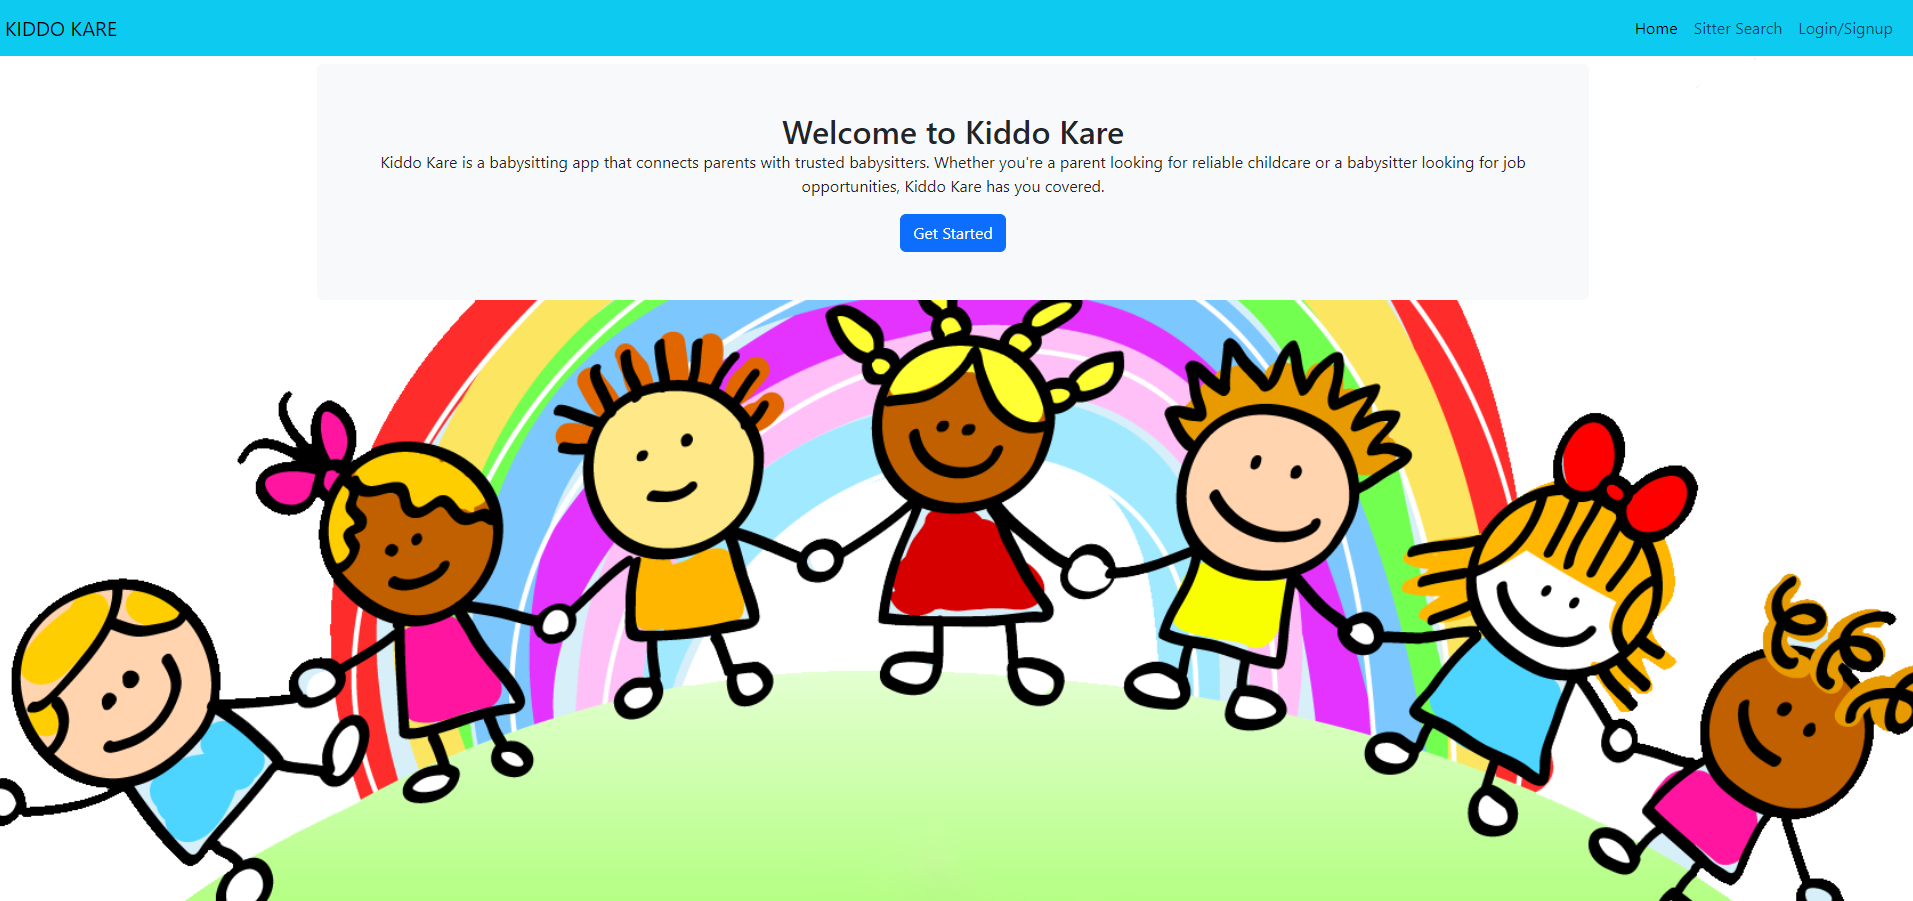 KIDDO KARE
Home Sitter Search Login/Signup
Welcome to Kiddo Kare
Kiddo Kare is a babysitting app that connects parents with trusted babysitters. Whether you're a parent looking for reliable childcare or a babysitter looking for job
opportunities, Kiddo Kare has you covered.
Get Started